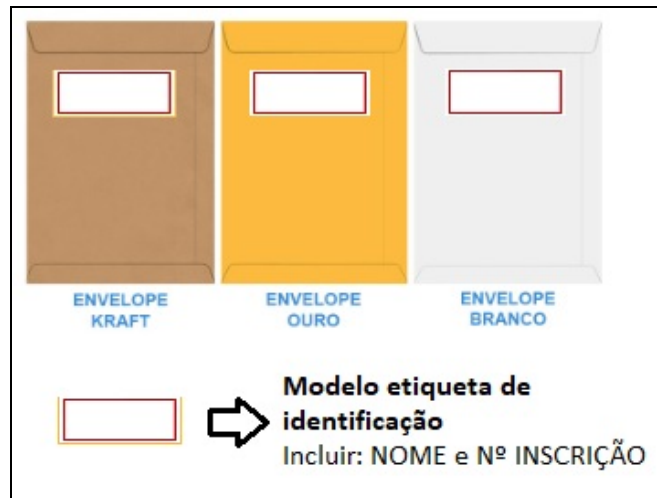 ENVELOPE
KRAFT
ENVELOPE
OURO
ENVELOPE
BRANCO
Modelo etiqueta de
identificação
Incluir: NOME e Nº INSCRIÇÃO